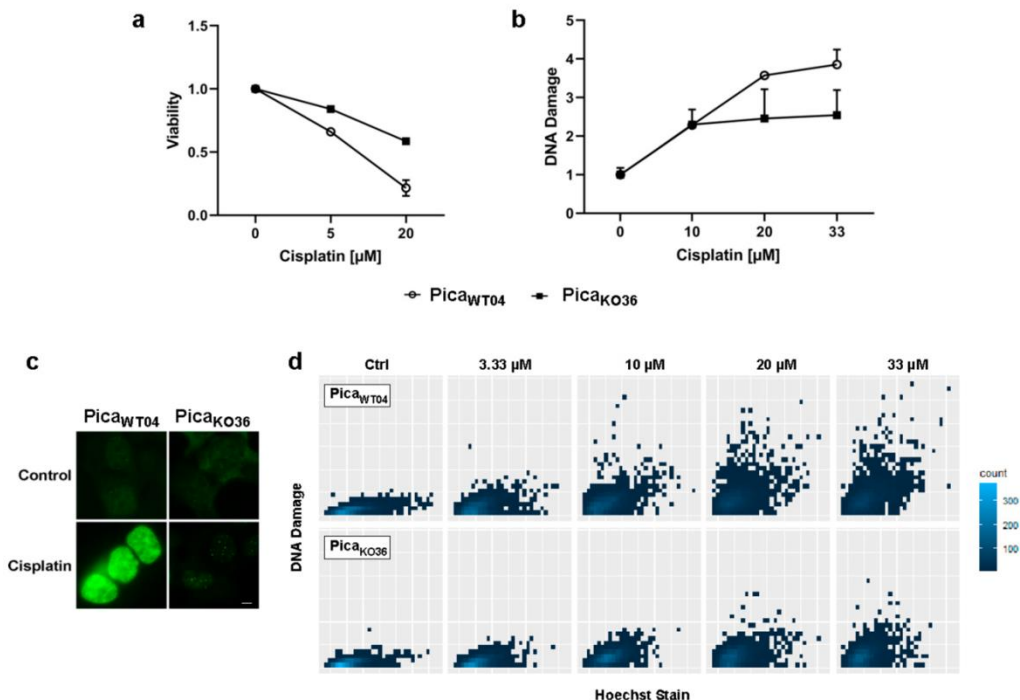 a
1.5
1.0
0.5
0.0
Viability
0 5 20
Cisplatin [µM]
b
5
4
3
2
1
0
DNA Damage
0 10 20 33
Cisplatin [µM]
PicaWT04 PicaKO36
c
PicaWT04 PicaKO36
Control
Cisplatin
d
Ctrl 3.33 µM 10 µM 20 µM 33 µM
PicaWT04
PicaKO36
DNA Damage
Hoechst Stain
count
300
200
100